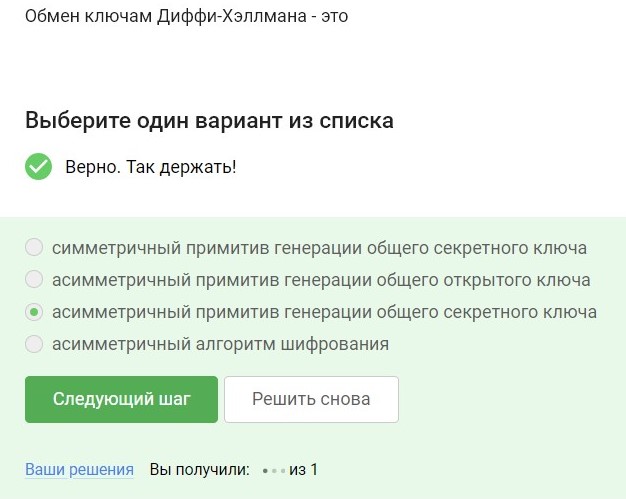 Обмен ключам Диффи-Хэллмана - это
Выберите один вариант из списка
Верно. Так держать!
симметричный примитив генерации общего секретного ключа
асимметричный примитив генерации общего открытого ключа
асимметричный примитив генерации общего секретного ключа
асимметричный алгоритм шифрования
Следующий шаг Решить снова
Ваши решения Вы получили: из 1